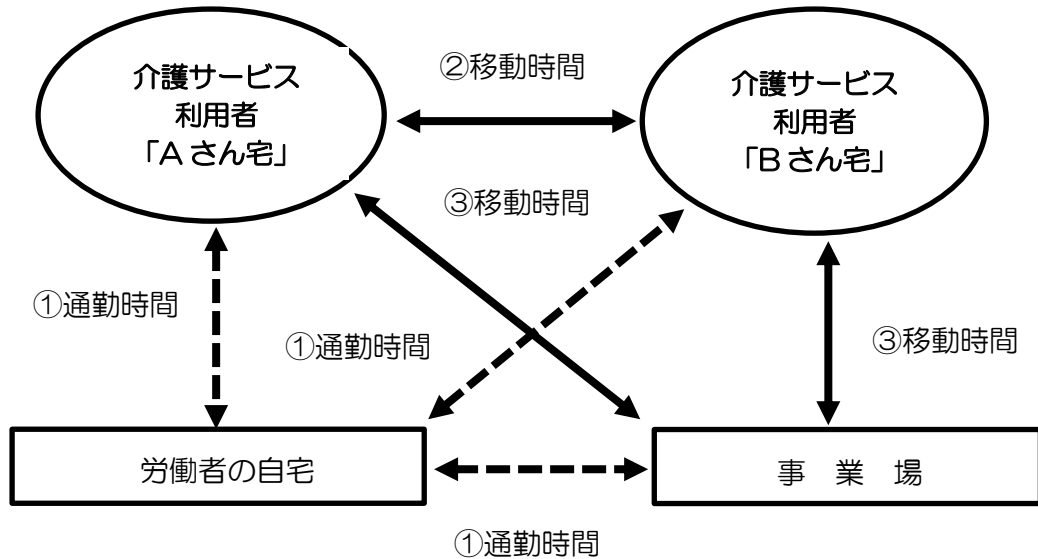 介護サービス
利用者
「Aさん宅」
②移動時間
介護サービス
利用者
「Bさん宅」
③移動時間
①通勤時間
①通勤時間
③移動時間
労働者の自宅
事　業　場
①通勤時間